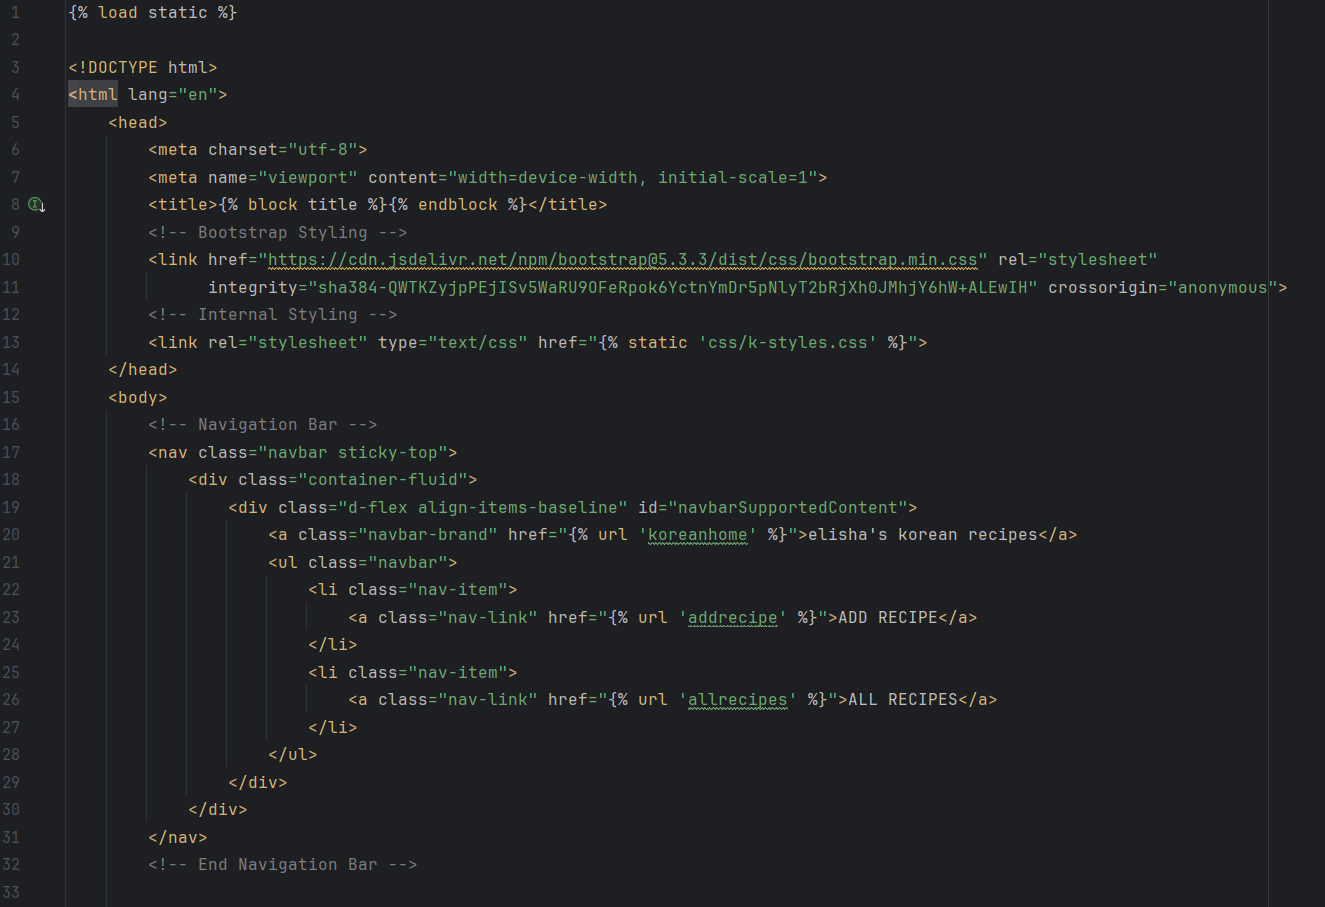 1 {% load static %}
2
3 <!DOCTYPE html>
4 <html lang="en">
5     <head>
6         <meta charset="utf-8">
7         <meta name="viewport" content="width=device-width, initial-scale=1">
8         <title>{% block title %}{% endblock %}</title>
9         <!-- Bootstrap Styling -->
10         <link href="https://cdn.jsdelivr.net/npm/bootstrap@5.3.3/dist/css/bootstrap.min.css" rel="stylesheet"
11               integrity="sha384-QWTKZyjpPEjISv5WaRU9OFeRpok6YctnYmDr5pNlyT2bRjXh0JMhjY6hW+ALEwIH" crossorigin="anonymous">
12         <!-- Internal Styling -->
13         <link rel="stylesheet" type="text/css" href="{% static 'css/k-styles.css' %}">
14     </head>
15     <body>
16         <!-- Navigation Bar -->
17         <nav class="navbar sticky-top">
18             <div class="container-fluid">
19                 <div class="d-flex align-items-baseline" id="navbarSupportedContent">
20                     <a class="navbar-brand" href="{% url 'koreanhome' %}">elisha's korean recipes</a>
21                     <ul class="navbar">
22                         <li class="nav-item">
23                             <a class="nav-link" href="{% url 'addrecipe' %}">ADD RECIPE</a>
24                         </li>
25                         <li class="nav-item">
26                             <a class="nav-link" href="{% url 'allrecipes' %}">ALL RECIPES</a>
27                         </li>
28                     </ul>
29                 </div>
30             </div>
31         </nav>
32         <!-- End Navigation Bar -->
33